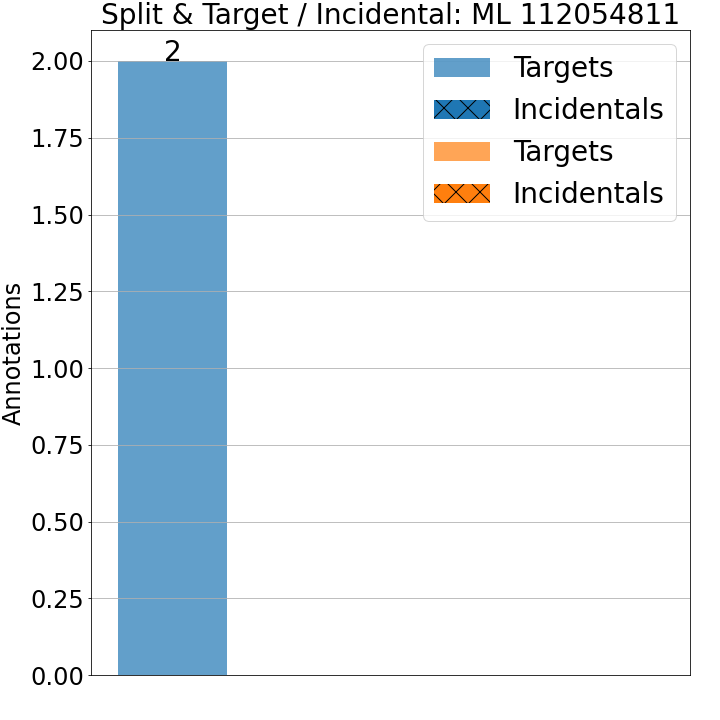 Split & Target / Incidental: ML 112054811
2
Targets
Incidentals
Targets
Incidentals
Annotations
2.00
1.75
1.50
1.25
1.00
0.75
0.50
0.25
0.00